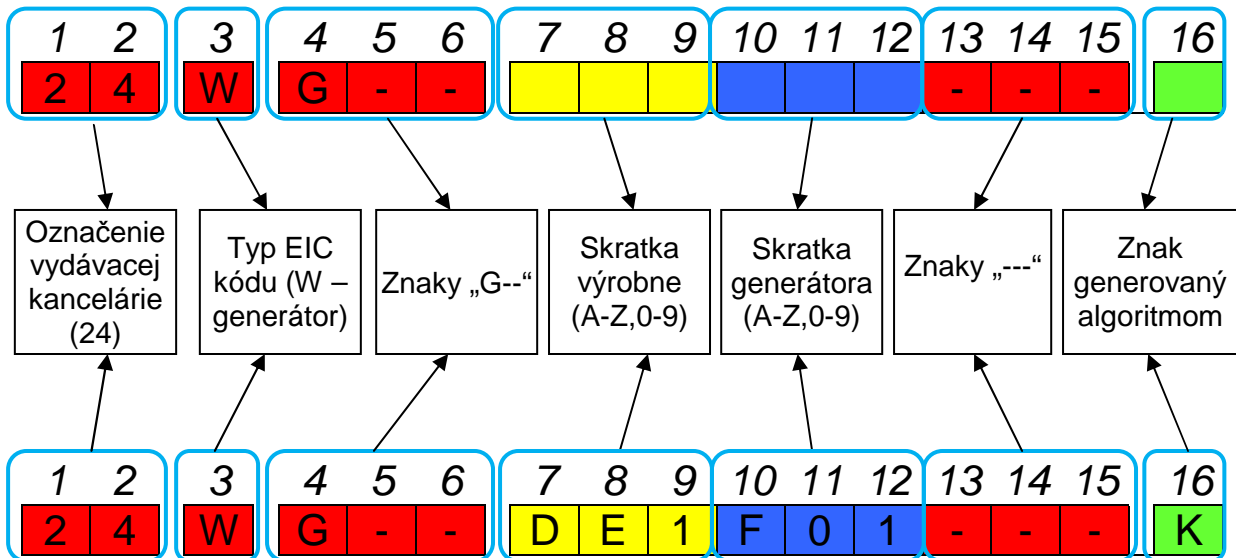 1 2 3 4 5 6 7 8 9 10 11 12 13 14 15 16
2 4 W G - - - - -
Označenie
vydávacej
kancelárie
(24)
Typ EIC
kódu (W –
generátor)
Znaky „G--“
Skratka
výrobne
(A-Z,0-9)
Skratka
generátora
(A-Z,0-9)
Znaky „---“
Znak
generovaný
algoritmom
1 2 3 4 5 6 7 8 9 10 11 12 13 14 15 16
2 4 W G - - D E 1 F 0 1 - - - K